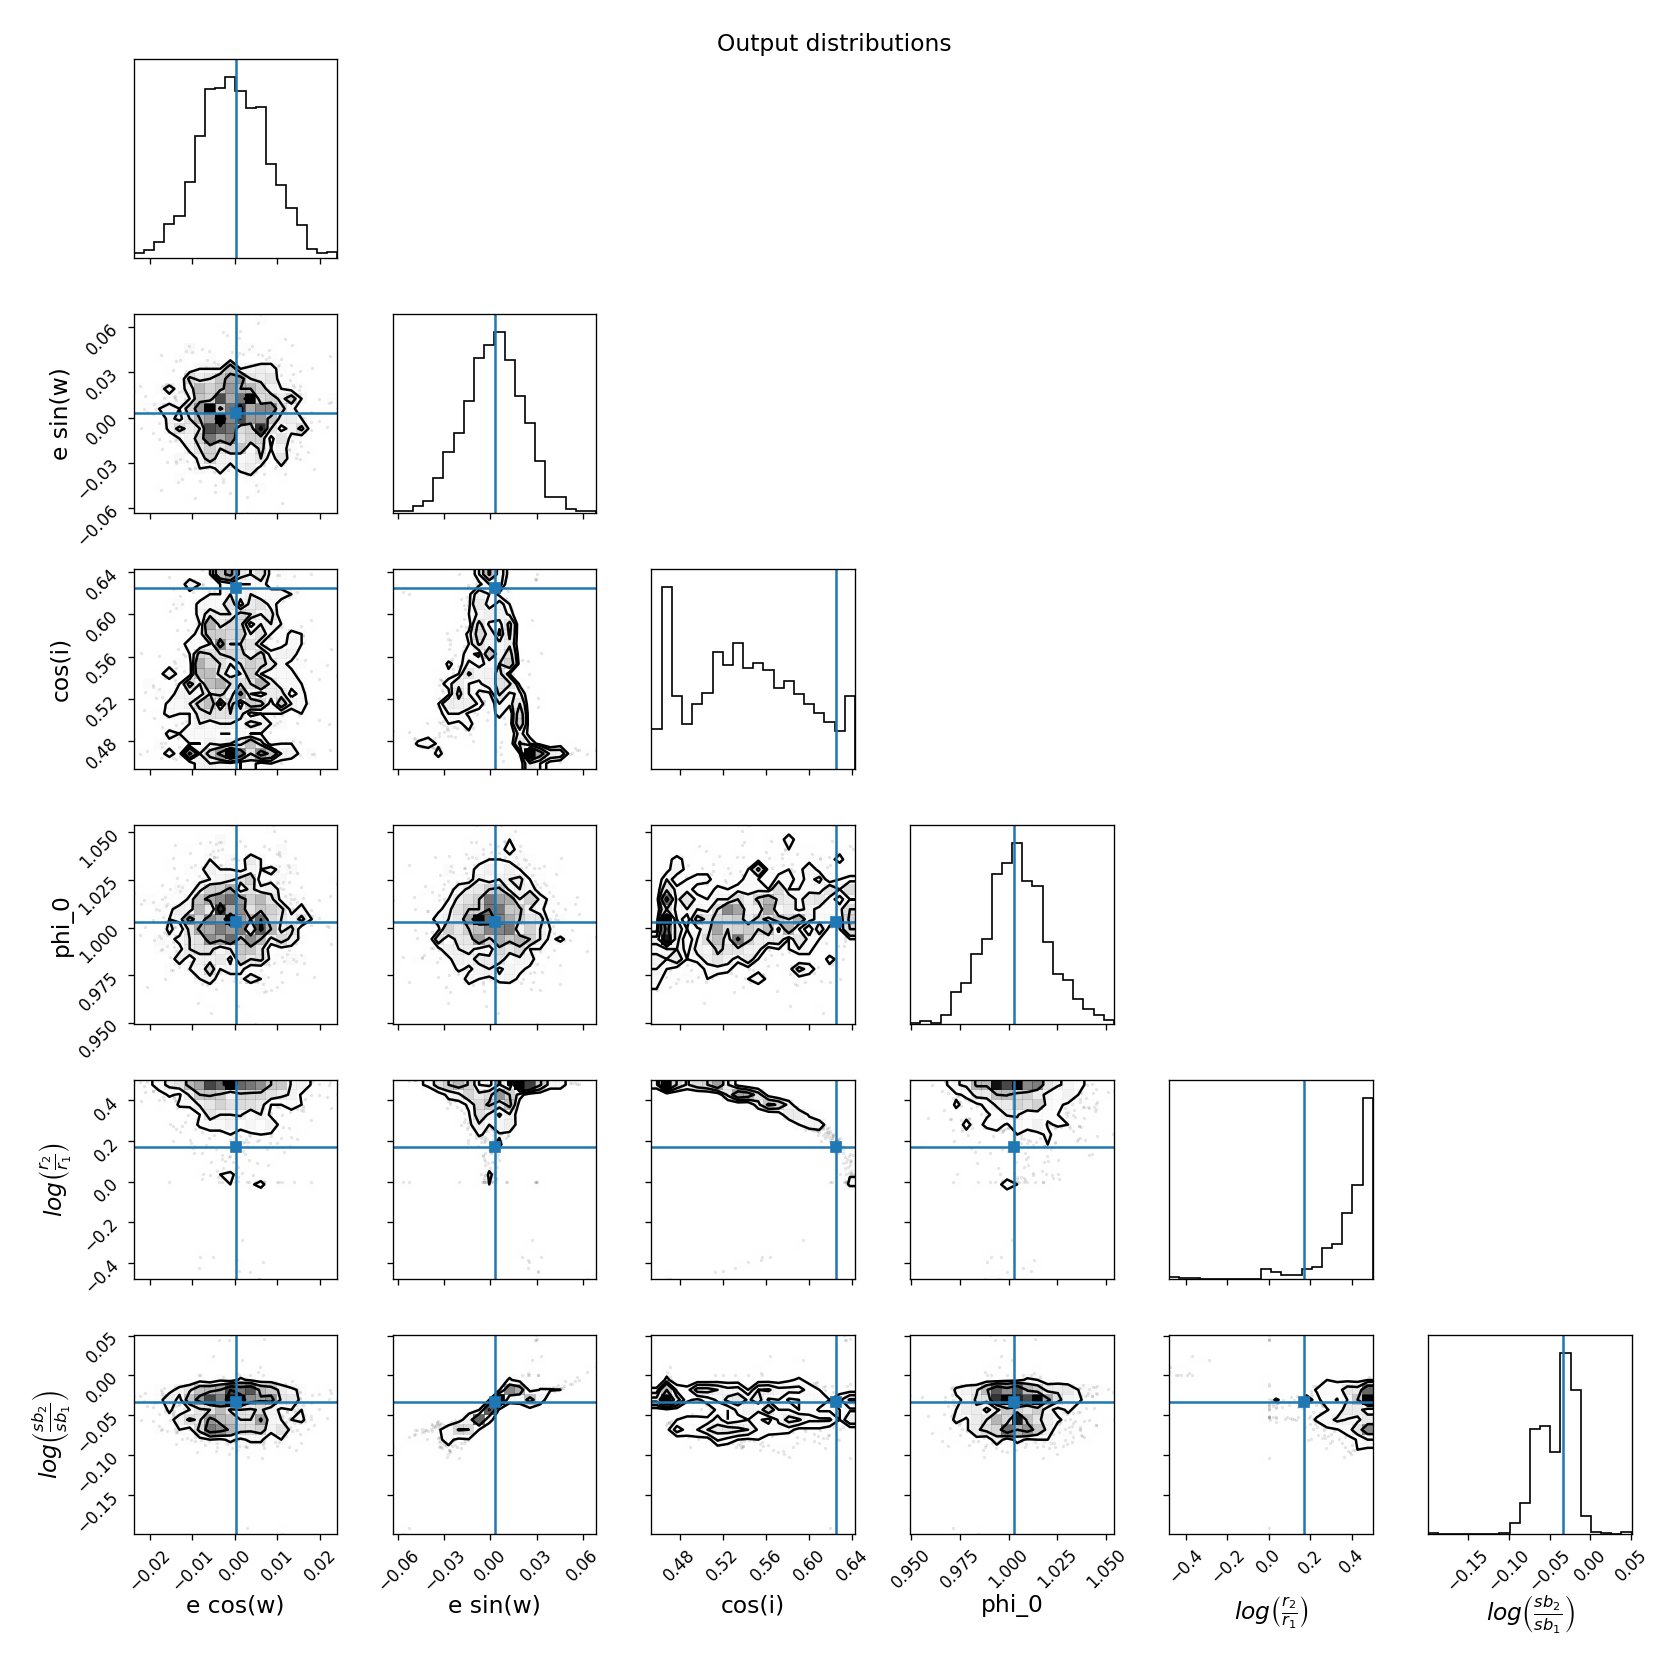 Output distributions
e sin(w)
0.06
0.03
0.00
−0.03
−0.06
cos(i)
0.64
0.60
0.56
0.52
0.48
phi_0
1.050
1.025
1.000
0.975
0.950
log(r2/r1)
0.4
0.2
0.0
−0.2
−0.4
log(sb2/sb1)
0.05
0.00
−0.05
−0.10
−0.15
−0.02 −0.01 0.00 0.01 0.02
e cos(w)
−0.06 −0.03 0.00 0.03 0.06
e sin(w)
0.48 0.52 0.56 0.60 0.64
cos(i)
0.950 0.975 1.000 1.025 1.050
phi_0
−0.4 −0.2 0.0 0.2 0.4
log(r2/r1)
−0.15 −0.10 −0.05 0.00 0.05
log(sb2/sb1)